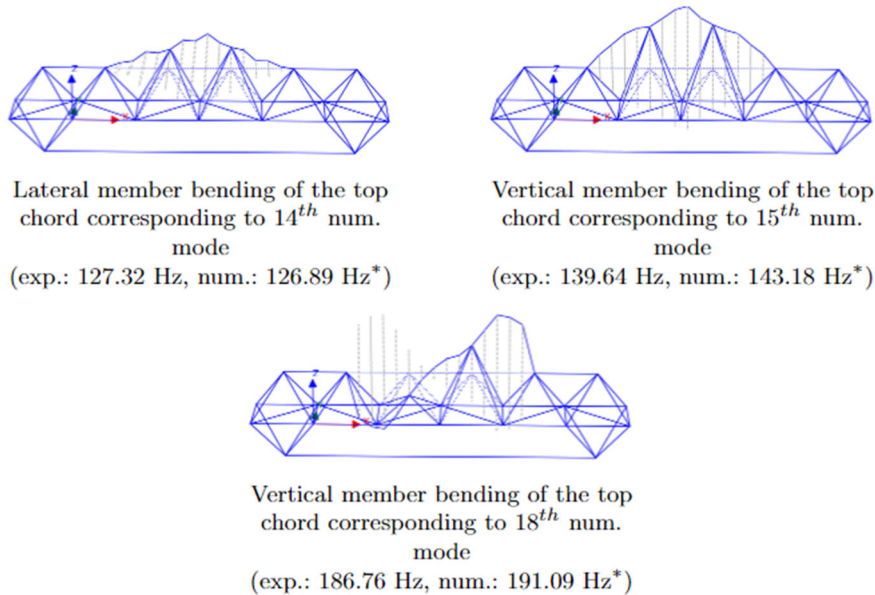 z
x
Lateral member bending of the top
chord corresponding to 14th num.
mode
(exp.: 127.32 Hz, num.: 126.89 Hz*)
z
x
Vertical member bending of the top
chord corresponding to 15th num.
mode
(exp.: 139.64 Hz, num.: 143.18 Hz*)
z
x
Vertical member bending of the top
chord corresponding to 18th num.
mode
(exp.: 186.76 Hz, num.: 191.09 Hz*)